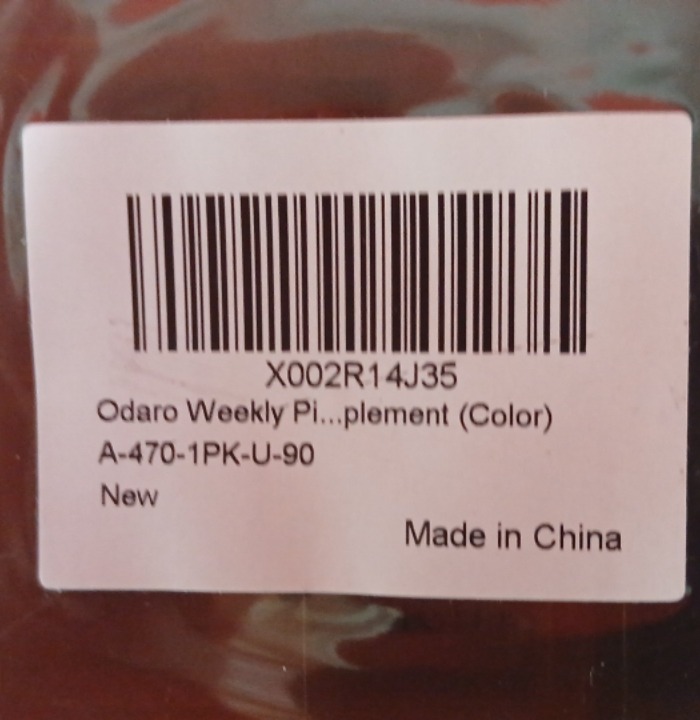 X002R14J35
Odaro Weekly Pi...plement (Color)
A-470-1PK-U-90
New
Made in China